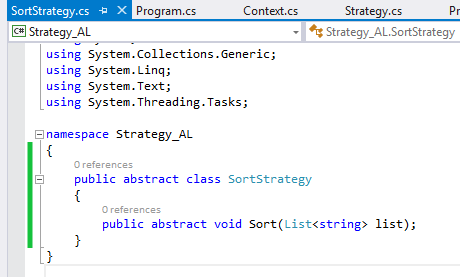 SortStrategy.cs Program.cs Context.cs Strategy.cs
C# Strategy_AL Strategy_AL.SortStrategy
using System.Collections.Generic;
using System.Linq;
using System.Text;
using System.Threading.Tasks;
namespace Strategy_AL
{
0 references
public abstract class SortStrategy
{
0 references
public abstract void Sort(List<string> list);
}
}